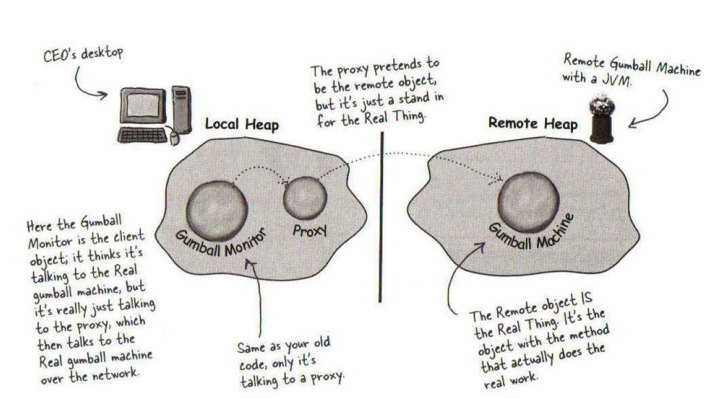 CEO's desktop
The proxy pretends to
be the remote object,
but it's just a stand in
for the Real Thing.
Remote Gumball Machine
with a JVM.
Local Heap
Remote Heap
Gumball Monitor
Proxy
Gumball Machine
Here the Gumball
Monitor is the client
object; it thinks it's
talking to the Real
gumball machine, but
it's really just talking
to the proxy, which
then talks to the
Real gumball machine
over the network.
Same as your old
code, only it's
talking to a proxy.
The Remote object IS
the Real Thing. It's the
object with the method
that actually does the
real work.